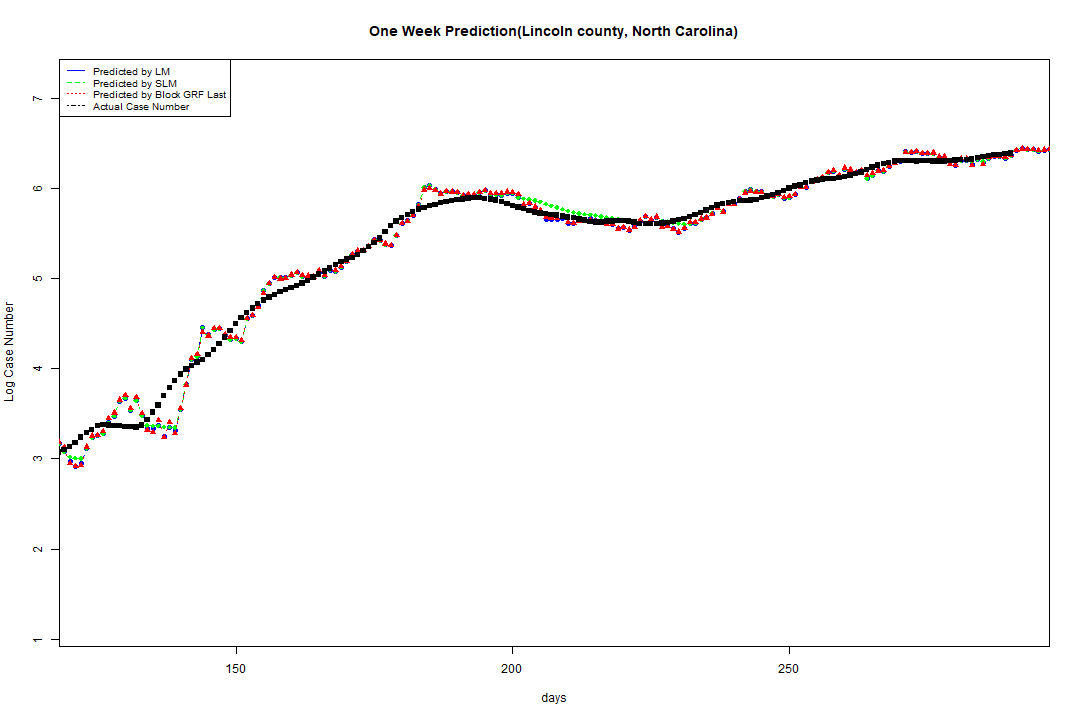 One Week Prediction(Lincoln county, North Carolina)
Predicted by LM
Predicted by SLM
Predicted by Block GRF Last
Actual Case Number
7
6
5
4
3
2
1
Log Case Number
150
200
250
days